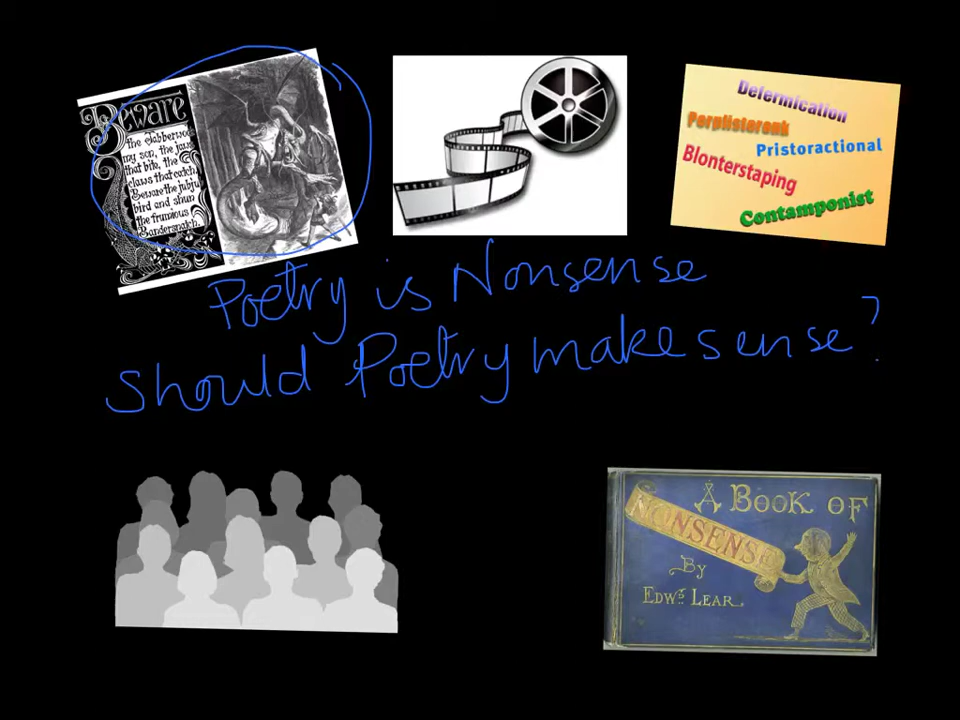 Beware
the Jabberwock
my son, the jaws
that bite, the
claws that catch.
Beware the jubjub
bird and shun
the frumious
Bandersnatch.
Defermication
Perplisteronk
Pristoractional
Blonterstaping
Contamponist
Poetry is Nonsense
Should Poetry make sense?
A BOOK OF
NONSENSE
By
EDWD. LEAR